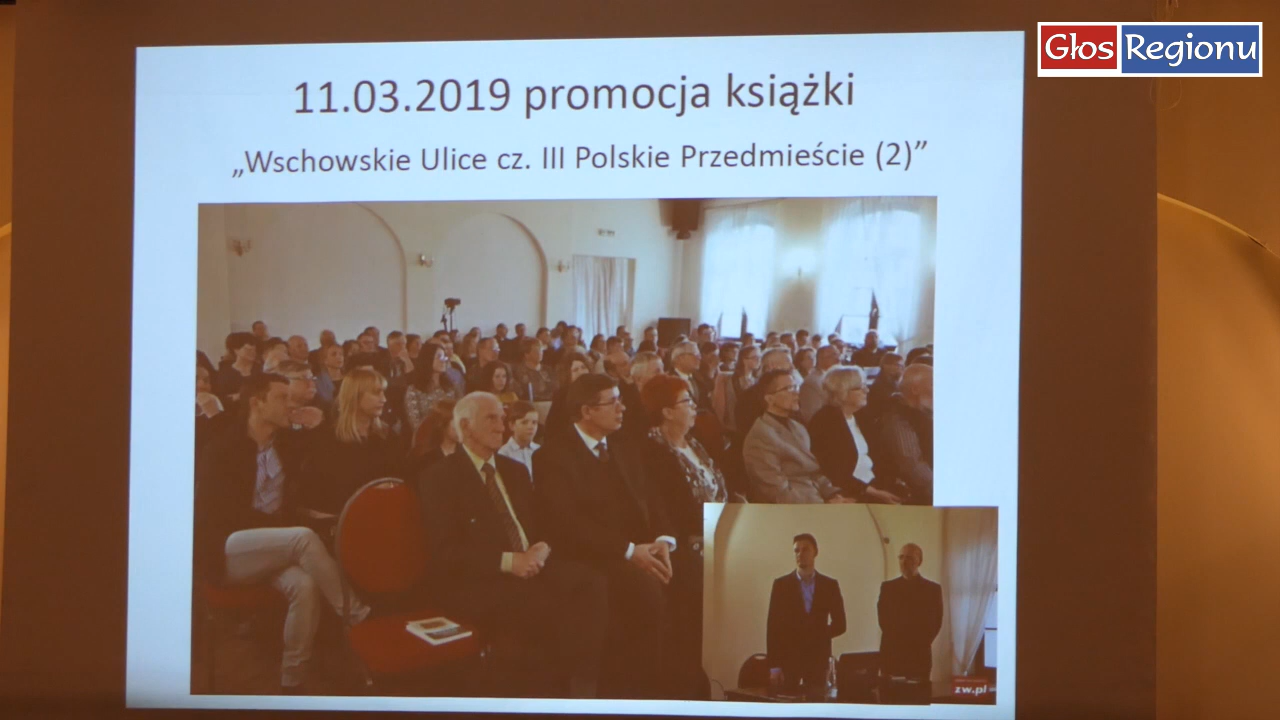 Głos Regionu
11.03.2019 promocja książki
„Wschowskie Ulice cz. III Polskie Przedmieście (2)”
zw.pl